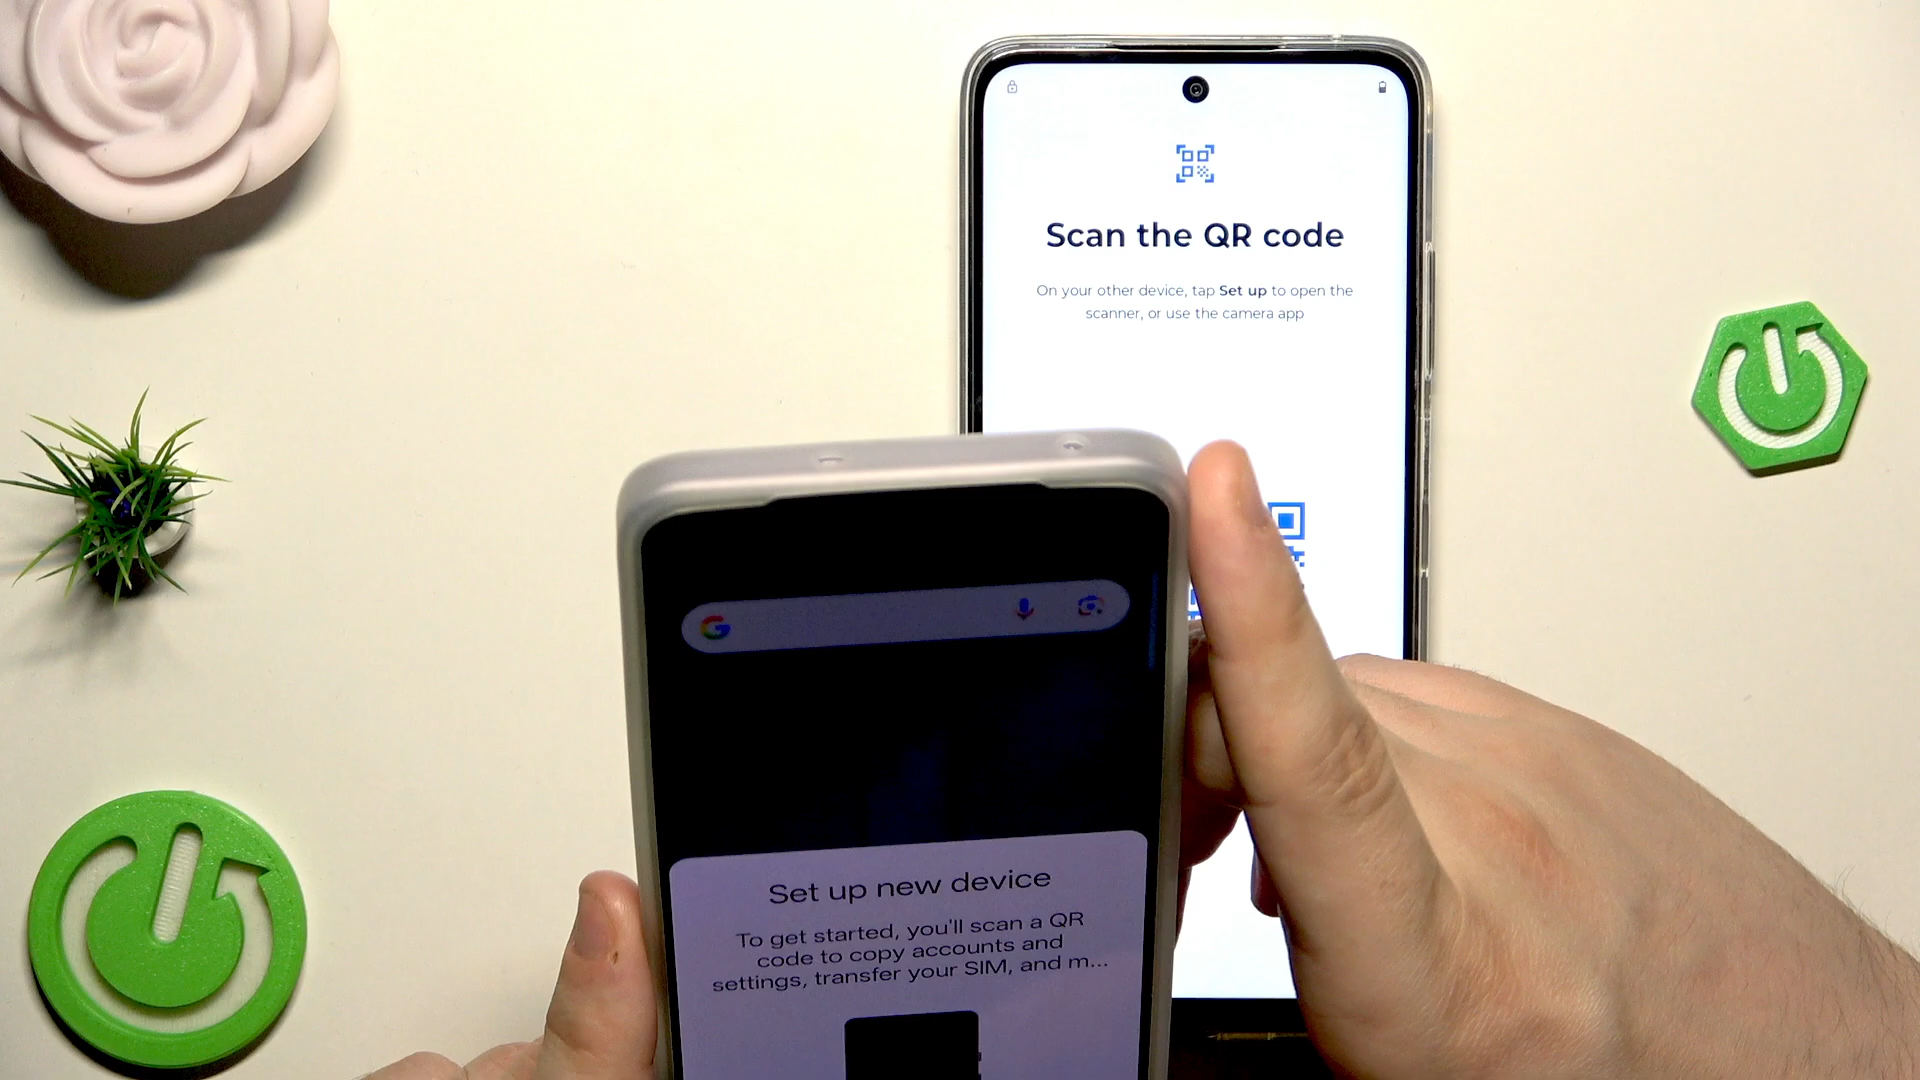 Scan the QR code
On your other device, tap Set up to open the
scanner, or use the camera app
G
Set up new device
To get started, you'll scan a QR
code to copy accounts and
settings, transfer your SIM, and m...